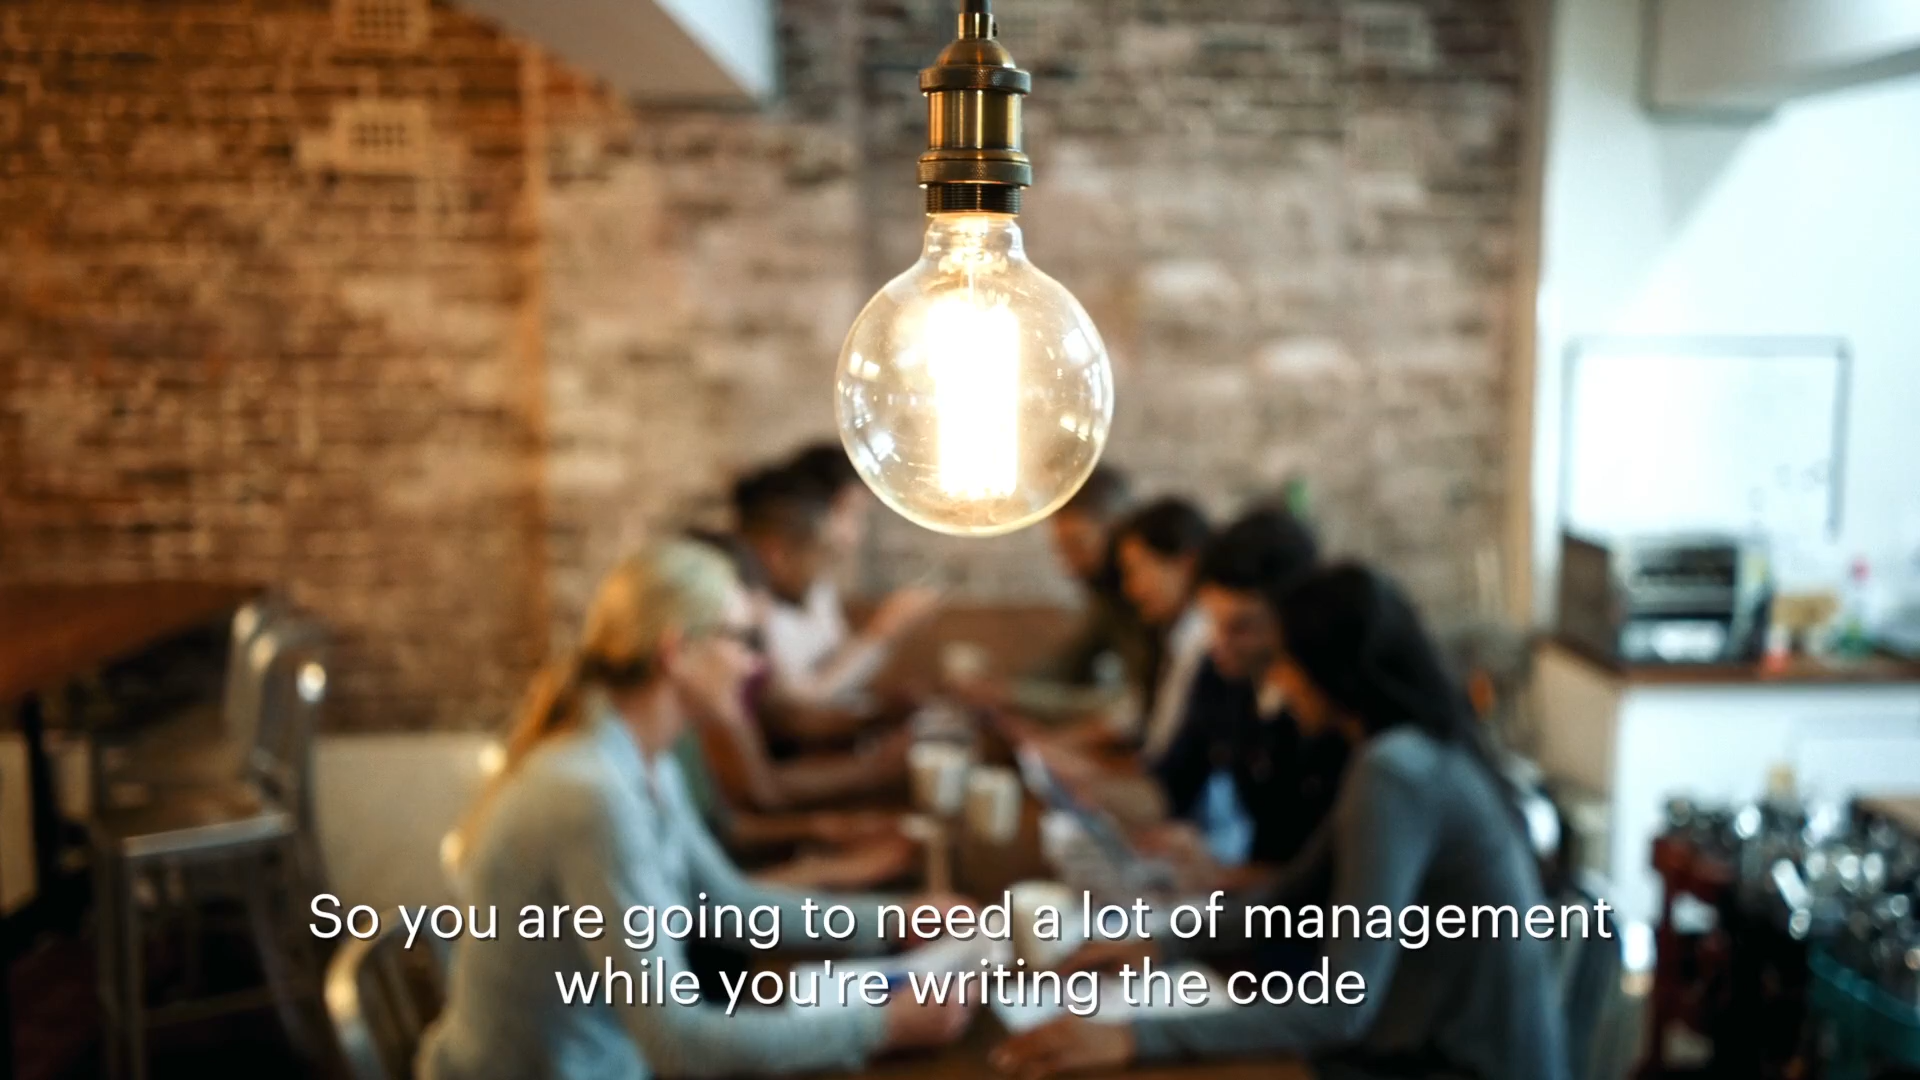 So you are going to need a lot of management
while you're writing the code